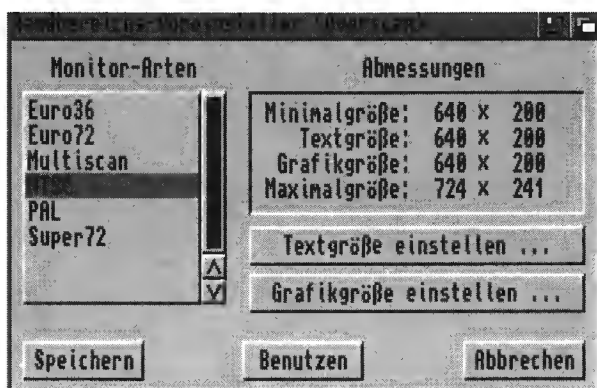 Monitor-Arten
Euro36
Euro72
Multiscan
PAL
Super72
Abmessungen
Minimalgröße: 640 x 200
Textgröße: 640 x 200
Grafikgröße: 640 x 200
Maximalgröße: 724 x 241
Textgröße einstellen ...
Grafikgröße einstellen ...
Speichern
Benutzen
Abbrechen